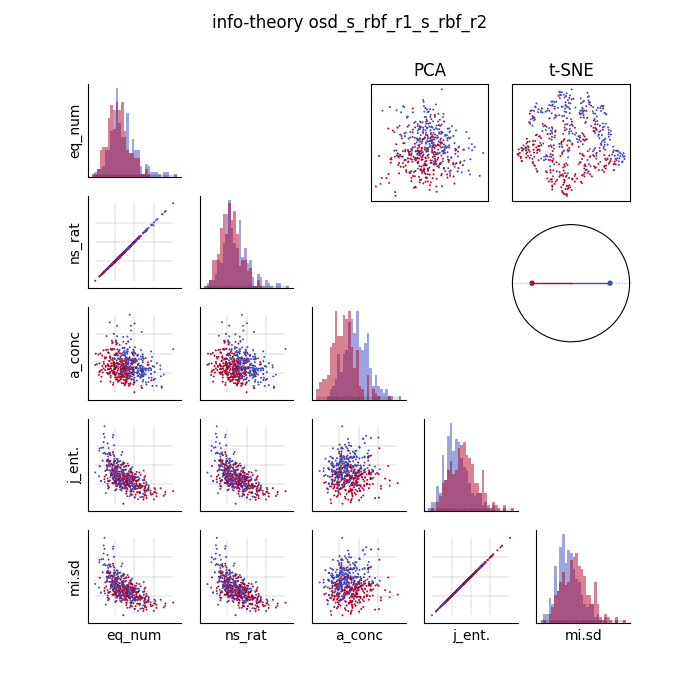 info-theory osd_s_rbf_r1_s_rbf_r2
PCA
t-SNE
eq_num
ns_rat
a_conc
j_ent.
mi.sd
eq_num
ns_rat
a_conc
j_ent.
mi.sd